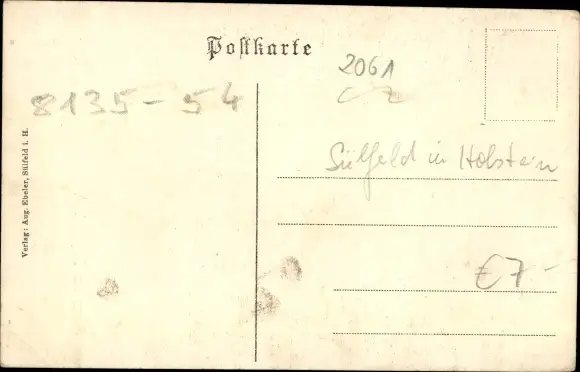 Postkarte
2061
8135-54
Sülfeld in Holstein
€7-
Verlag: Aug. Ebeler, Sülfeld i. H.